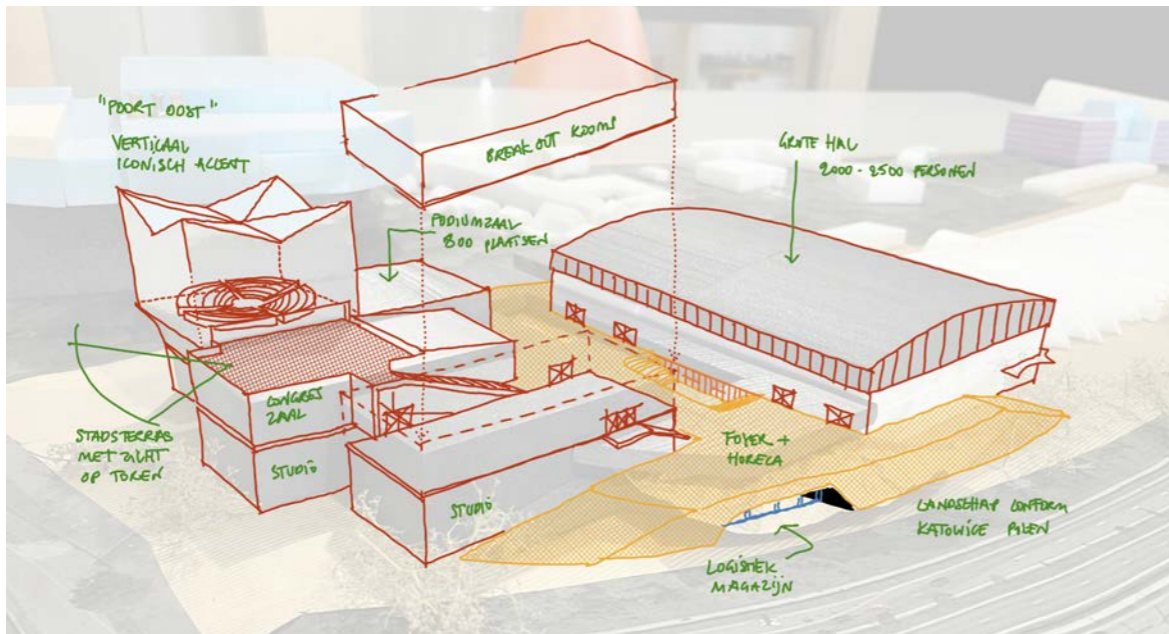 "POORT OOST"
VERTICAAL
ICONISCH ACCENT
BREAK OUT ROOMS
GROTE HAL
2000 - 2500 PERSONEN
PODIUMZAAL
800 PLAATSEN
CONGRES
ZAAL
STADSTERRAS
MET ZICHT
OP TOREN
STUDIO
STUDIO
FOYER +
HORECA
LANDSCHAP CONFORM
KATOWICE
LOGISTIEK
MAGAZIJN